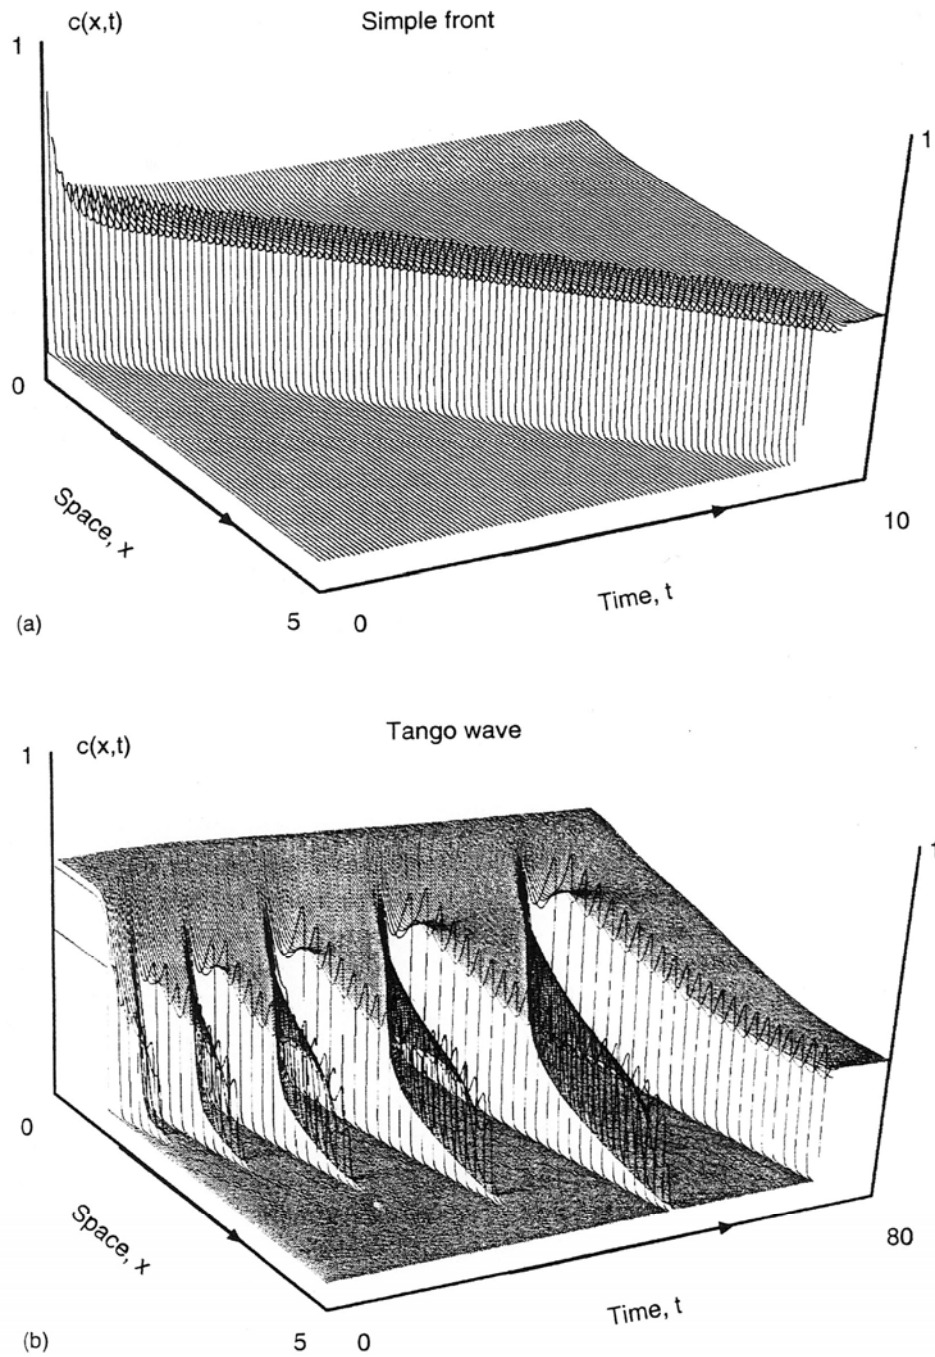 c(x,t)
Simple front
1
1
0
Space, x
10
Time, t
5
0
(a)
Tango wave
c(x,t)
1
1
0
Space, x
80
Time, t
5
0
(b)